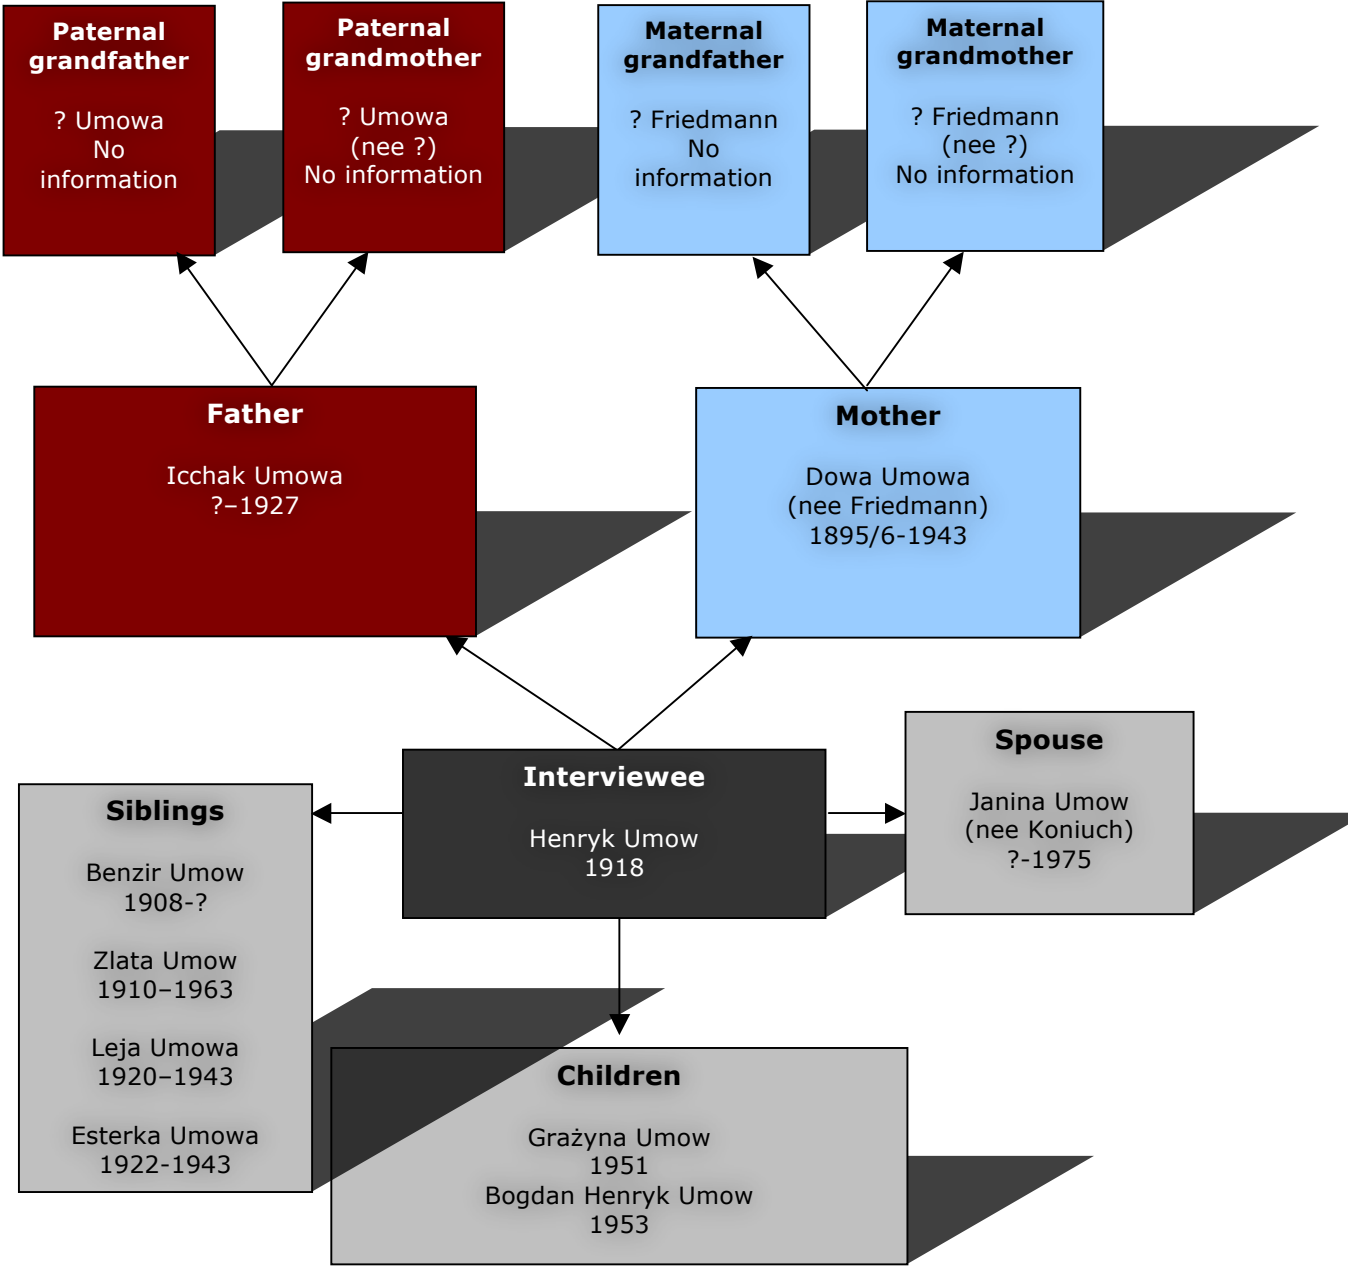 Paternal
grandfather
? Umowa
No
information
Paternal
grandmother
? Umowa
(nee ?)
No information
Maternal
grandfather
? Friedmann
No
information
Maternal
grandmother
? Friedmann
(nee ?)
No information
Father
Icchak Umowa
?–1927
Mother
Dowa Umowa
(nee Friedmann)
1895/6-1943
Interviewee
Henryk Umow
1918
Spouse
Janina Umow
(nee Koniuch)
?-1975
Siblings
Benzir Umow
1908-?
Zlata Umow
1910–1963
Leja Umowa
1920–1943
Esterka Umowa
1922-1943
Children
Grażyna Umow
1951
Bogdan Henryk Umow
1953